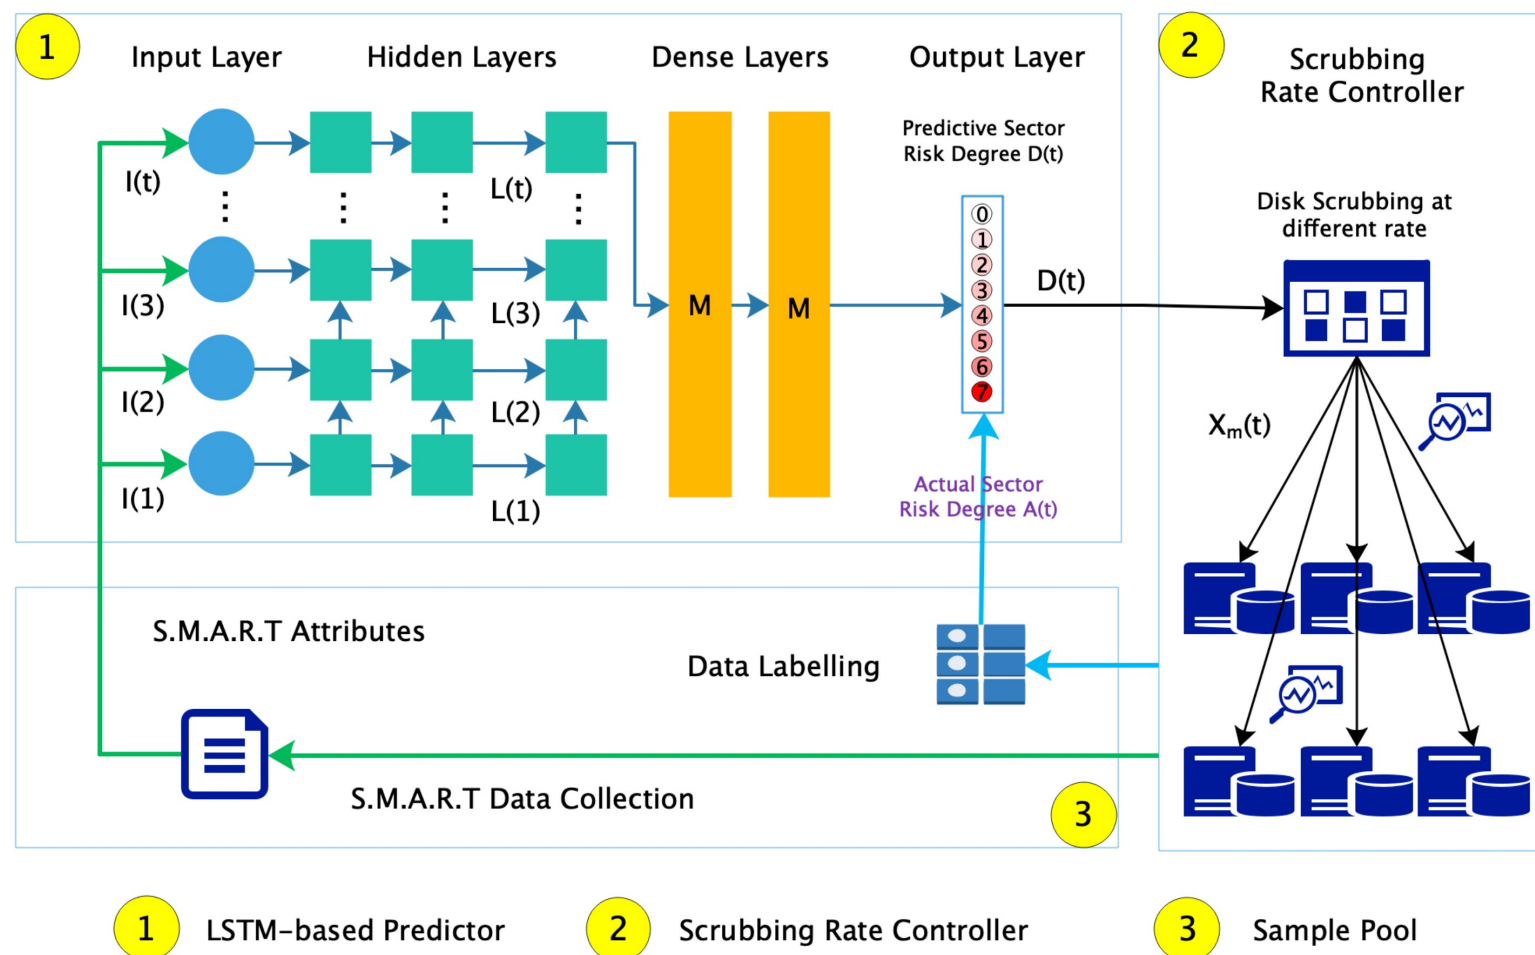 1
Input Layer
Hidden Layers
Dense Layers
Output Layer
Predictive Sector
Risk Degree D(t)
I(t)
L(t)
I(3)
L(3)
I(2)
L(2)
I(1)
L(1)
M
M
0
1
2
3
4
5
6
7
D(t)
Actual Sector
Risk Degree A(t)
2
Scrubbing
Rate Controller
Disk Scrubbing at
different rate
Xm(t)
S.M.A.R.T Attributes
Data Labelling
S.M.A.R.T Data Collection
3
1 LSTM-based Predictor
2 Scrubbing Rate Controller
3 Sample Pool